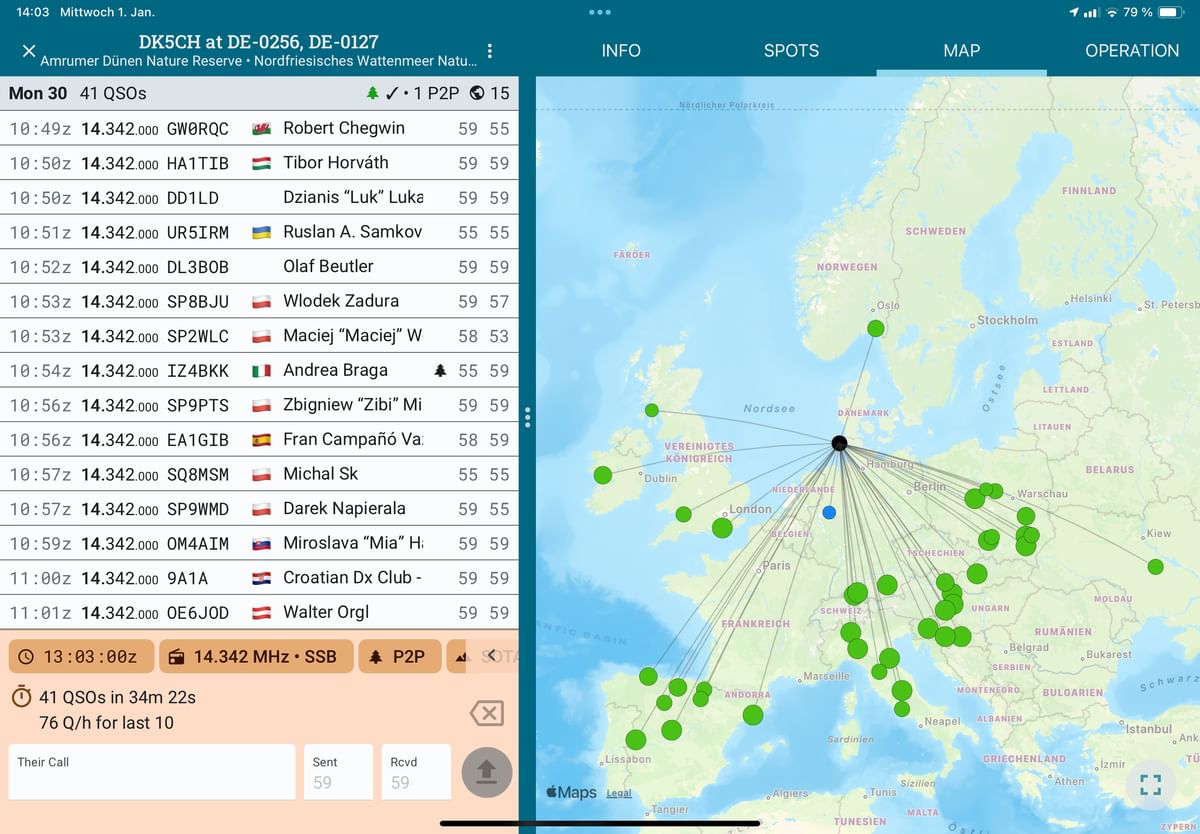 14:03 Mittwoch 1. Jan.
79 %
DK5CH at DE-0256, DE-0127
Amrumer Dünen Nature Reserve • Nordfriesisches Wattenmeer Natu...
INFO SPOTS MAP OPERATION
Mon 30 41 QSOs ✓ • 1 P2P 15
10:49z 14.342.000 GW0RQC Robert Chegwin 59 55
10:50z 14.342.000 HA1TIB Tibor Horváth 59 59
10:50z 14.342.000 DD1LD Dzianis “Luk” Luka 59 59
10:51z 14.342.000 UR5IRM Ruslan A. Samkov 55 55
10:52z 14.342.000 DL3BOB Olaf Beutler 59 59
10:53z 14.342.000 SP8BJU Wlodek Zadura 59 57
10:53z 14.342.000 SP2WLC Maciej “Maciej” W 58 53
10:54z 14.342.000 IZ4BKK Andrea Braga 55 59
10:56z 14.342.000 SP9PTS Zbigniew “Zibi” Mi 59 59
10:56z 14.342.000 EA1GIB Fran Campañó Va 58 59
10:57z 14.342.000 SQ8MSM Michal Sk 55 55
10:57z 14.342.000 SP9WMD Darek Napierala 59 55
10:59z 14.342.000 OM4AIM Miroslava “Mia” H 59 59
11:00z 14.342.000 9A1A Croatian Dx Club - 59 59
11:01z 14.342.000 OE6JOD Walter Orgl 59 59
13:03:00z 14.342 MHz • SSB P2P SOTA
41 QSOs in 34m 22s
76 Q/h for last 10
Their Call
Sent
59
Rcvd
59
Nördlicher Polarkreis
FINNLAND
SCHWEDEN
FÄRÖER
NORWEGEN
Oslo
Helsinki
St. Petersb
Stockholm
ESTLAND
Ostsee
LETTLAND
Nordsee
DÄNEMARK
LITAUEN
VEREINIGTES
KÖNIGREICH
Hamburg
BELARUS
Dublin
NIEDERLANDE
Berlin
Warschau
London
BELGIEN
Kiew
TSCHECHIEN
Paris
MOLDAU
SCHWEIZ
UNGARN
FRANKREICH
RUMÄNIEN
ANTIC BASIN
Belgrad
Bukarest
SERBIEN
Marseille
Schwarz
ANDORRA
MONTENEGRO
BULGARIEN
Neapel
ALBANIEN
Istanbul
Anka
Sardinien
Lissabon
GRIECHENLAND
İzmir
TÜ
Athen
Sizilien
Maps Legal
Algiers
Tunis
Tangier
MALTA
TUNESIEN
Öst
ZYPERN